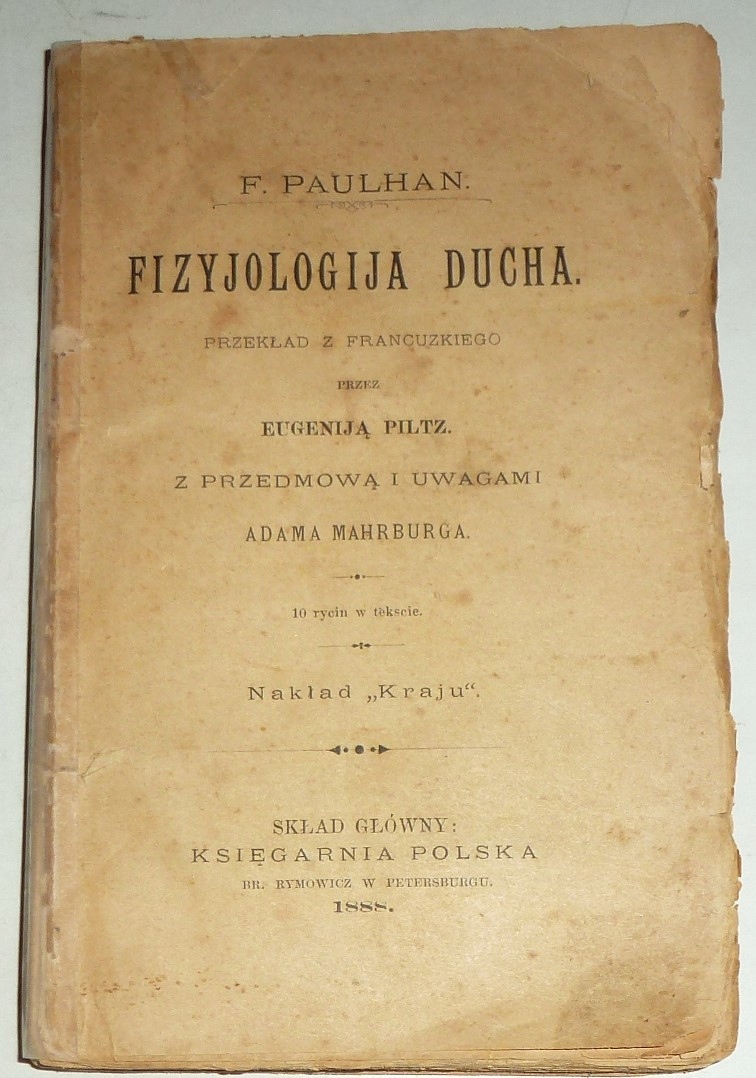 F. PAULHAN.
FIZYJOLOGIJA DUCHA.
PRZEKŁAD Z FRANCUZKIEGO
PRZEZ
EUGENIJĄ PILTZ.
Z PRZEDMOWĄ I UWAGAMI
ADAMA MAHRBURGA.
10 rycin w tekscie.
Nakład „Kraju“.
SKŁAD GŁÓWNY:
KSIĘGARNIA POLSKA
BR. RYMOWICZ W PETERSBURGU.
1888.